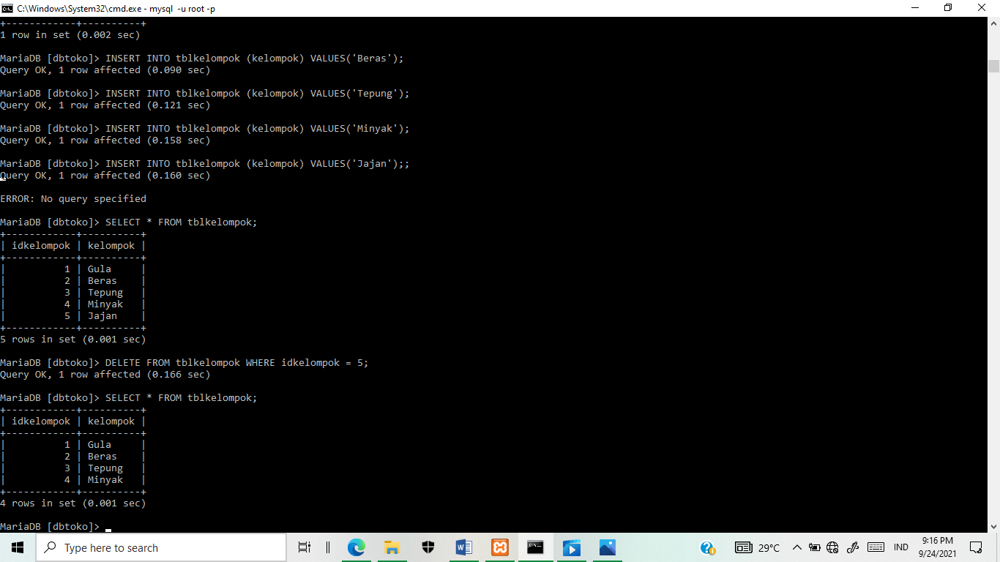 C:\Windows\System32\cmd.exe - mysql  -u root -p
+------------+----------+
1 row in set (0.002 sec)
MariaDB [dbtoko]> INSERT INTO tblkelompok (kelompok) VALUES('Beras');
Query OK, 1 row affected (0.090 sec)
MariaDB [dbtoko]> INSERT INTO tblkelompok (kelompok) VALUES('Tepung');
Query OK, 1 row affected (0.121 sec)
MariaDB [dbtoko]> INSERT INTO tblkelompok (kelompok) VALUES('Minyak');
Query OK, 1 row affected (0.158 sec)
MariaDB [dbtoko]> INSERT INTO tblkelompok (kelompok) VALUES('Jajan');;
Query OK, 1 row affected (0.160 sec)
ERROR: No query specified
MariaDB [dbtoko]> SELECT * FROM tblkelompok;
+------------+----------+
| idkelompok | kelompok |
+------------+----------+
|          1 | Gula     |
|          2 | Beras    |
|          3 | Tepung   |
|          4 | Minyak   |
|          5 | Jajan    |
+------------+----------+
5 rows in set (0.001 sec)
MariaDB [dbtoko]> DELETE FROM tblkelompok WHERE idkelompok = 5;
Query OK, 1 row affected (0.166 sec)
MariaDB [dbtoko]> SELECT * FROM tblkelompok;
+------------+----------+
| idkelompok | kelompok |
+------------+----------+
|          1 | Gula     |
|          2 | Beras    |
|          3 | Tepung   |
|          4 | Minyak   |
+------------+----------+
4 rows in set (0.001 sec)
MariaDB [dbtoko]> _
Type here to search
29°C
IND
9:16 PM
9/24/2021